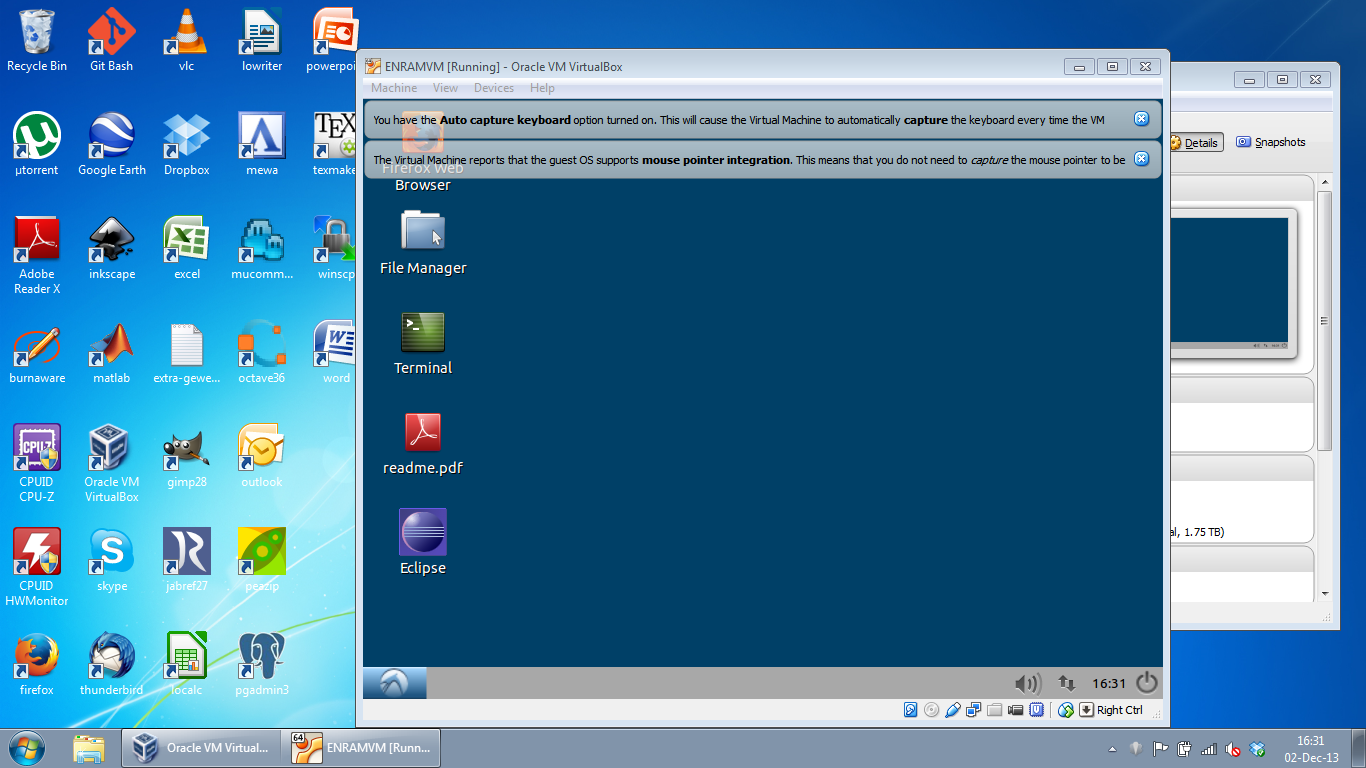 Recycle Bin
Git Bash
vlc
lowriter
powerpoi
µtorrent
Google Earth
Dropbox
mewa
texmake
Adobe
Reader X
inkscape
excel
mucomm...
winscp
burnaware
matlab
extra-gewe...
octave36
word
CPUID
CPU-Z
Oracle VM
VirtualBox
gimp28
outlook
CPUID
HWMonitor
skype
jabref27
peazip
firefox
thunderbird
localc
pgadmin3
ENRAMVM [Running] - Oracle VM VirtualBox
Machine View Devices Help
You have the Auto capture keyboard option turned on. This will cause the Virtual Machine to automatically capture the keyboard every time the VM
The Virtual Machine reports that the guest OS supports mouse pointer integration. This means that you do not need to capture the mouse pointer to be
Firefox Web
Browser
File Manager
Terminal
readme.pdf
Eclipse
16:31
Right Ctrl
Details
Snapshots
al, 1.75 TB)
Oracle VM Virtual...
64
ENRAMVM [Runn...
16:31
02-Dec-13